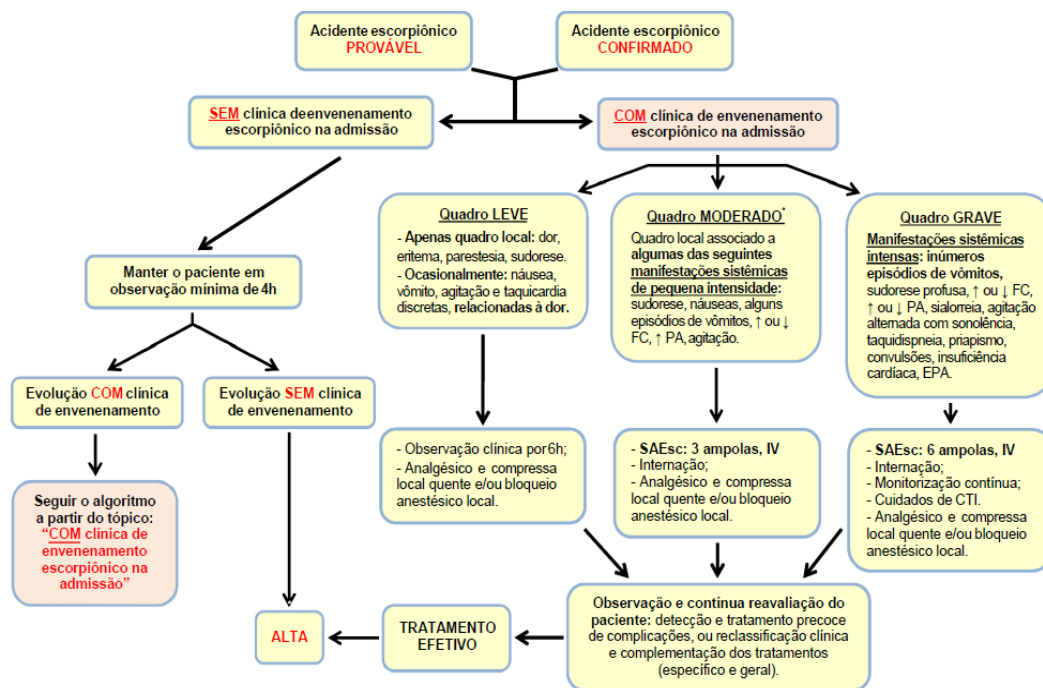 Acidente escorpiônico
PROVÁVEL
Acidente escorpiônico
CONFIRMADO
SEM clínica deenvenenamento
escorpiônico na admissão
COM clínica de envenenamento
escorpiônico na admissão
Quadro LEVE
- Apenas quadro local: dor,
eritema, parestesia, sudorese.
- Ocasionalmente: náusea,
vômito, agitação e taquicardia
discretas, relacionadas à dor.
Quadro MODERADO*
Quadro local associado a
algumas das seguintes
manifestações sistêmicas
de pequena intensidade:
sudorese, náuseas, alguns
episódios de vômitos, ↑ ou ↓
FC, ↑ PA, agitação.
Quadro GRAVE
Manifestações sistêmicas
intensas: inúmeros
episódios de vômitos,
sudorese profusa, ↑ ou ↓ FC,
↑ ou ↓ PA, sialorreia, agitação
alternada com sonolência,
taquidispneia, priapismo,
convulsões, insuficiência
cardíaca, EPA.
Manter o paciente em
observação mínima de 4h
Evolução COM clínica
de envenenamento
Evolução SEM clínica
de envenenamento
- Observação clínica por 6h;
- Analgésico e compressa
local quente e/ou bloqueio
anestésico local.
- SAEsc: 3 ampolas, IV
- Internação;
- Analgésico e compressa
local quente e/ou bloqueio
anestésico local.
- SAEsc: 6 ampolas, IV
- Internação;
- Monitorização contínua;
- Cuidados de CTI.
- Analgésico e compressa
local quente e/ou bloqueio
anestésico local.
Seguir o algoritmo
a partir do tópico:
“COM clínica de
envenenamento
escorpiônico na
admissão”
ALTA
TRATAMENTO
EFETIVO
Observação e contínua reavaliação do
paciente: detecção e tratamento precoce
de complicações, ou reclassificação clínica
e complementação dos tratamentos
(específico e geral).